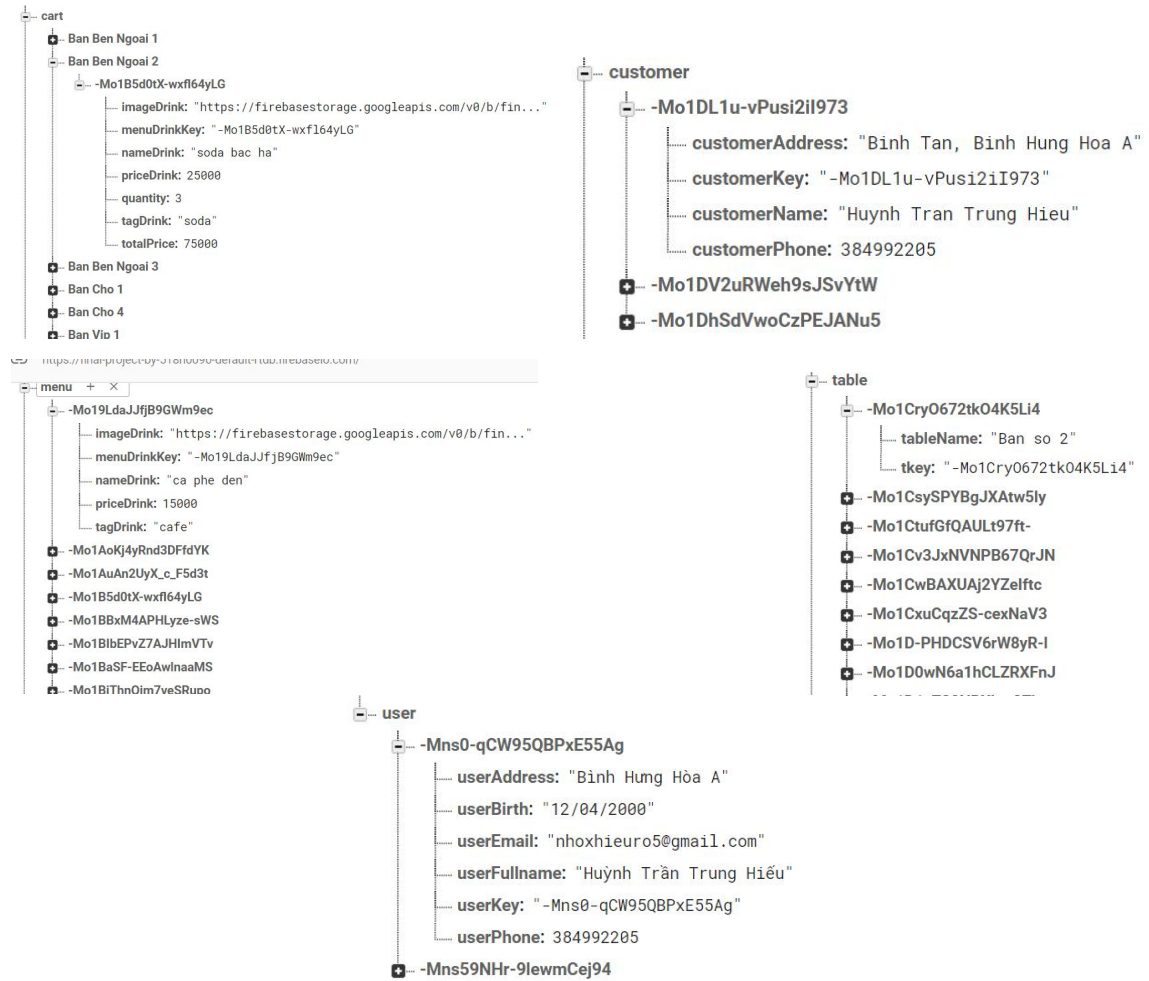 cart
Ban Ben Ngoai 1
Ban Ben Ngoai 2
-Mo1B5d0tX-wxfl64yLG
imageDrink: "https://firebasestorage.googleapis.com/v0/b/fin..."
menuDrinkKey: "-Mo1B5d0tX-wxfl64yLG"
nameDrink: "soda bac ha"
priceDrink: 25000
quantity: 3
tagDrink: "soda"
totalPrice: 75000
Ban Ben Ngoai 3
Ban Cho 1
Ban Cho 4
Ban Vip 1
customer
-Mo1DL1u-vPusi2iI973
customerAddress: "Binh Tan, Binh Hung Hoa A"
customerKey: "-Mo1DL1u-vPusi2iI973"
customerName: "Huynh Tran Trung Hieu"
customerPhone: 384992205
-Mo1DV2uRWeh9sJSvYtW
-Mo1DhSdVwoCzPEJANu5
menu + ×
-Mo19LdaJJfjB9GWm9ec
imageDrink: "https://firebasestorage.googleapis.com/v0/b/fin..."
menuDrinkKey: "-Mo19LdaJJfjB9GWm9ec"
nameDrink: "ca phe den"
priceDrink: 15000
tagDrink: "cafe"
-Mo1AoKj4yRnd3DFfdYK
-Mo1AuAn2UyX_c_F5d3t
-Mo1B5d0tX-wxfl64yLG
-Mo1BBxM4APHLyze-sWS
-Mo1BIbEPvZ7AJHlmVTv
-Mo1BaSF-EEoAwlnaaMS
table
-Mo1CryO672tkO4K5Li4
tableName: "Ban so 2"
tkey: "-Mo1CryO672tkO4K5Li4"
-Mo1CsySPYBgJXAtw5ly
-Mo1CtufGfQAULt97ft-
-Mo1Cv3JxNVNPB67QrJN
-Mo1CwBAXUAj2YZeIftc
-Mo1CxuCqzZS-cexNaV3
-Mo1D-PHDCSV6rW8yR-l
-Mo1D0wN6a1hCLZRXFnJ
user
-Mns0-qCW95QBPxE55Ag
userAddress: "Bình Hưng Hòa A"
userBirth: "12/04/2000"
userEmail: "nhoxhieuro5@gmail.com"
userFullname: "Huỳnh Trần Trung Hiếu"
userKey: "-Mns0-qCW95QBPxE55Ag"
userPhone: 384992205
-Mns59NHr-9lewmCej94